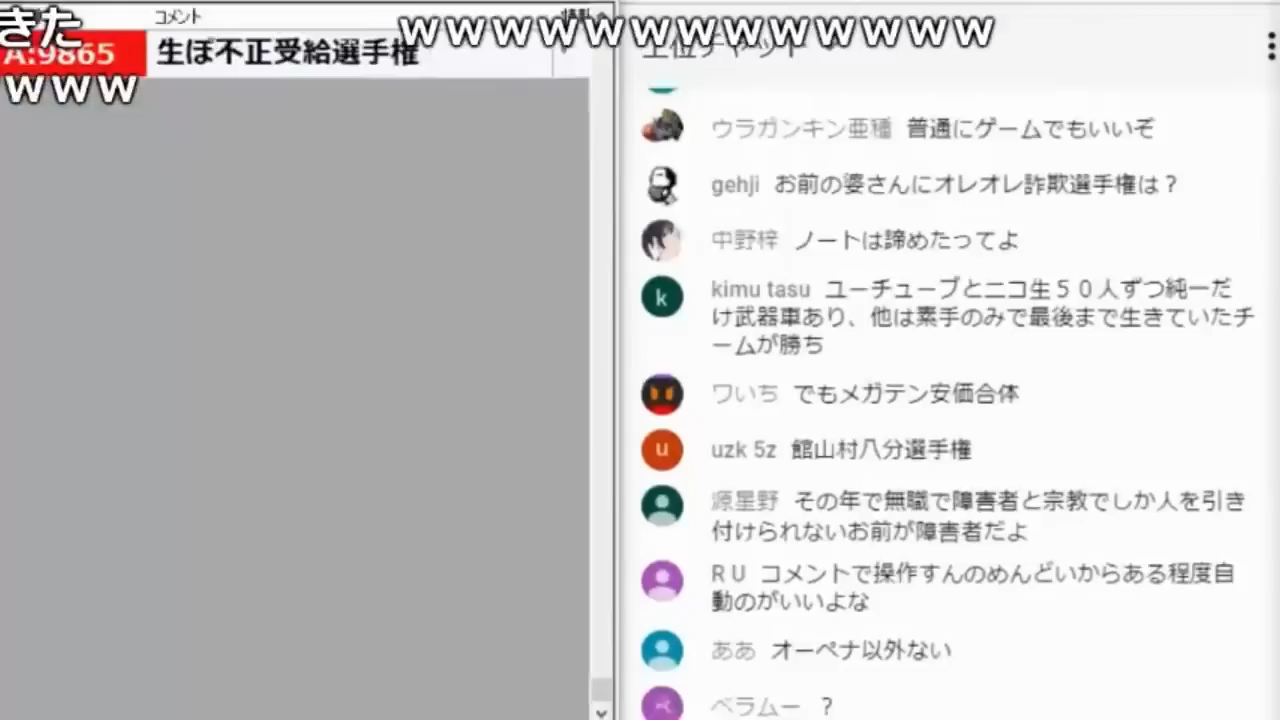 コメント
きた
wwwwwwwwwwwww
A:9865
生ぽ不正受給選手権
上位チャット
www
ウラガンキン亜種 普通にゲームでもいいぞ
gehji お前の婆さんにオレオレ詐欺選手権は？
中野梓 ノートは諦めたってよ
kimu tasu ユーチューブとニコ生５０人ずつ純一だ
け武器車あり、他は素手のみで最後まで生きていたチ
ームが勝ち
ワいち でもメガテン安価合体
uzk 5z 館山村八分選手権
源星野 その年で無職で障害者と宗教でしか人を引き
付けられないお前が障害者だよ
R U コメントで操作すんのめんどいからある程度自
動のがいいよな
ああ オーペナ以外ない
ベラムー ？